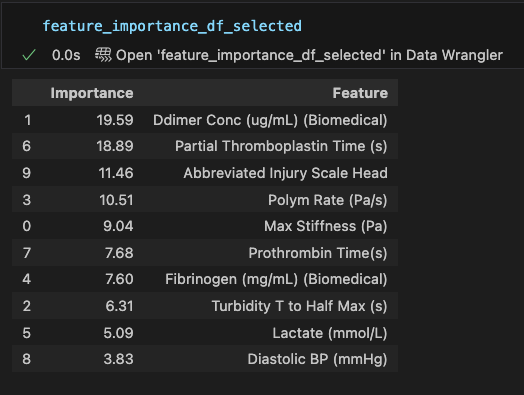 feature_importance_df_selected
0.0s Open 'feature_importance_df_selected' in Data Wrangler
Importance Feature
1 19.59 Ddimer Conc (ug/mL) (Biomedical)
6 18.89 Partial Thromboplastin Time (s)
9 11.46 Abbreviated Injury Scale Head
3 10.51 Polym Rate (Pa/s)
0 9.04 Max Stiffness (Pa)
7 7.68 Prothrombin Time(s)
4 7.60 Fibrinogen (mg/mL) (Biomedical)
2 6.31 Turbidity T to Half Max (s)
5 5.09 Lactate (mmol/L)
8 3.83 Diastolic BP (mmHg)